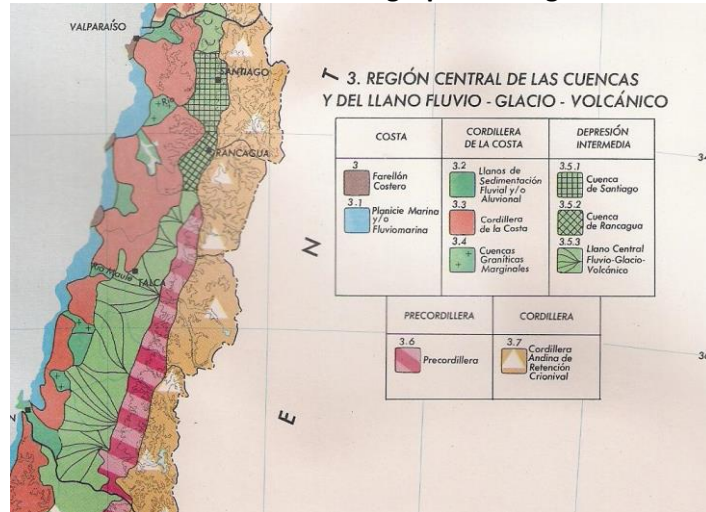 VALPARAÍSO
SANTIAGO
RANCAGUA
Río Maule
TALCA
T
N
E
3. REGIÓN CENTRAL DE LAS CUENCAS
Y DEL LLANO FLUVIO - GLACIO - VOLCÁNICO
COSTA
3
Farellón
Costero
3.1
Planicie Marina
y/o
Fluviomarina
CORDILLERA
DE LA COSTA
3.2
Llanos de
Sedimentación
Fluvial y/o
Aluvional
3.3
Cordillera
de la Costa
3.4
Cuencas
Graníticas
Marginales
DEPRESIÓN
INTERMEDIA
3.5.1
Cuenca
de Santiago
3.5.2
Cuenca
de Rancagua
3.5.3
Llano Central
Fluvio-Glacio-
Volcánico
PRECORDILLERA
3.6
Precordillera
CORDILLERA
3.7
Cordillera
Andina de
Retención
Crionival